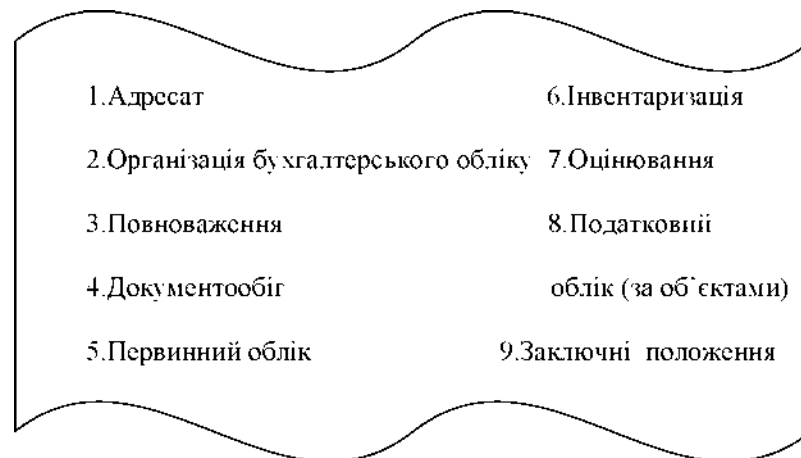 1.Адресат
2.Організація бухгалтерського обліку
3.Повноваження
4.Документообіг
5.Первинний облік
6.Інвентаризація
7.Оцінювання
8.Податковий
облік (за об`єктами)
9.Заключні положення